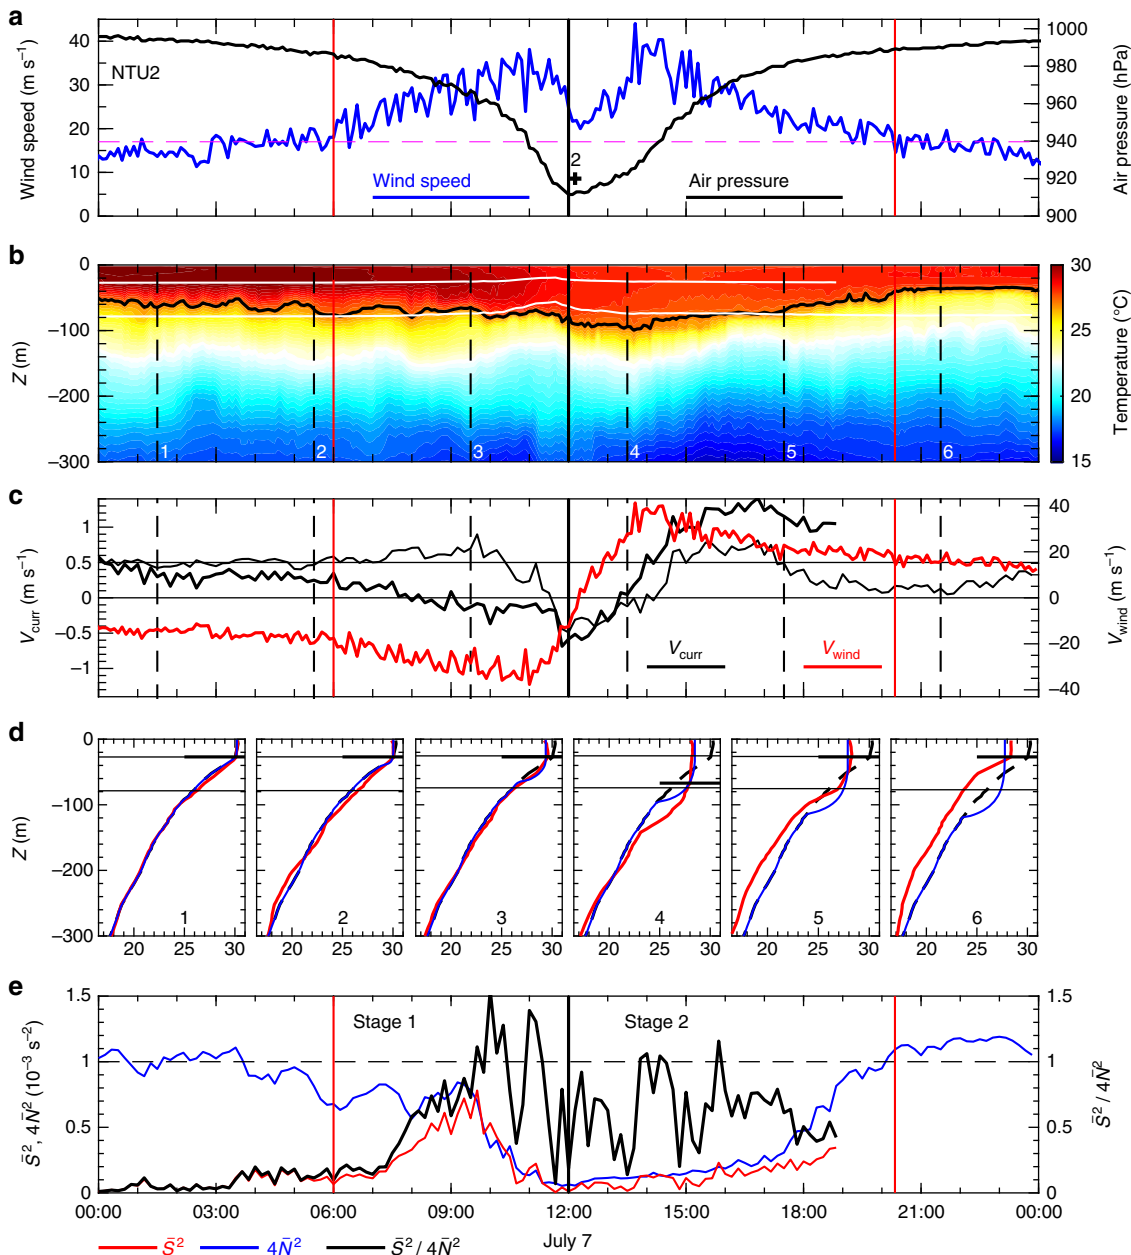 a
Wind speed (m s⁻¹)
40
30
20
10
0
NTU2
2
Wind speed
Air pressure
1000
980
960
940
920
900
Air pressure (hPa)
b
Z (m)
0
−100
−200
−300
1
2
3
4
5
6
30
25
20
15
Temperature (°C)
c
V_curr (m s⁻¹)
1
0.5
0
−0.5
−1
V_curr
V_wind
40
20
0
−20
−40
V_wind (m s⁻¹)
d
Z (m)
0
−100
−200
−300
1
2
3
4
5
6
20 25 30
20 25 30
20 25 30
20 25 30
20 25 30
20 25 30
e
S̄², 4N̄² (10⁻³ s⁻²)
1.5
1
0.5
0
Stage 1
Stage 2
1.5
1
0.5
0
S̄² / 4N̄²
00:00 03:00 06:00 09:00 12:00 15:00 18:00 21:00 00:00
July 7
S̄² 4N̄² S̄² / 4N̄²